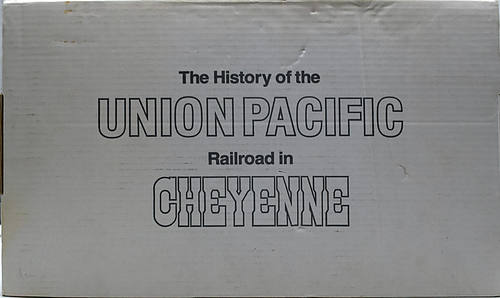 The History of the
UNION PACIFIC
Railroad in
CHEYENNE